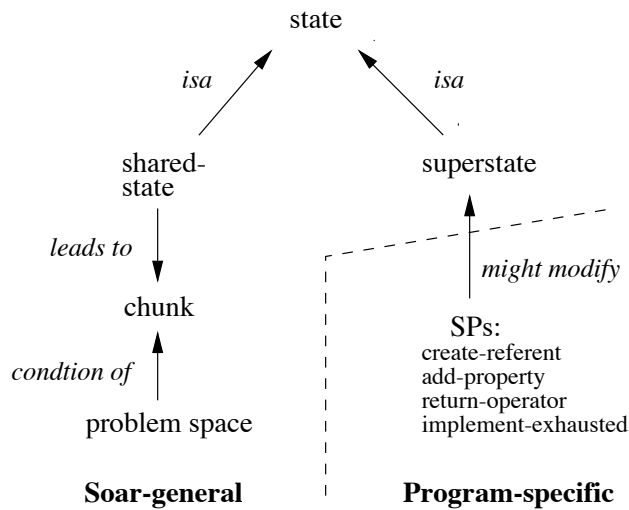 state
isa
isa
shared-
state
superstate
leads to
might modify
chunk
SPs:
create-referent
add-property
return-operator
implement-exhausted
condtion of
problem space
Soar-general
Program-specific